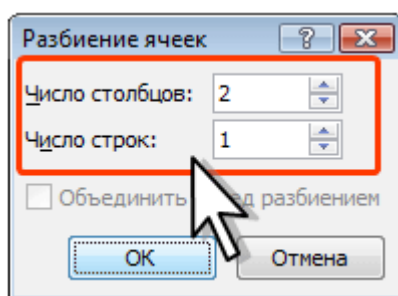 Разбиение ячеек
Число столбцов: 2
Число строк: 1
Объединить разбиением
ОК Отмена